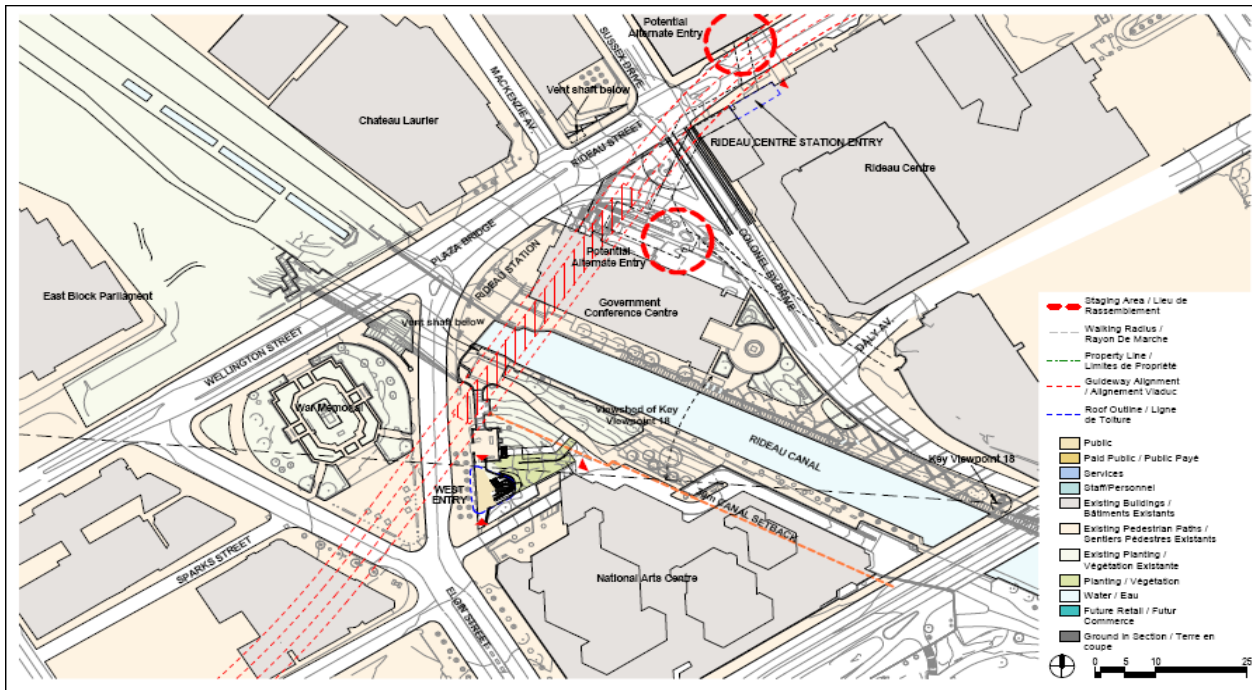 Potential
Alternate Entry
SUSSEX DRIVE
MACKENZIE AV.
Vent shaft below
Chateau Laurier
RIDEAU STREET
RIDEAU CENTRE STATION ENTRY
Rideau Centre
PLAZA BRIDGE
RIDEAU STATION
Potential
Alternate Entry
COLONEL BY DRIVE
East Block Parliament
Government
Conference Centre
Vent shaft below
DALY AV.
WELLINGTON STREET
War Memorial
Viewshed of Key
Viewpoint 18
RIDEAU CANAL
Key Viewpoint 18
WEST
ENTRY
CANAL SETBACK
SPARKS STREET
National Arts Centre
ELGIN STREET
Staging Area / Lieu de
Rassemblement
Walking Radius /
Rayon De Marche
Property Line /
Limites de Propriété
Guideway Alignment
/ Alignement Viaduc
Roof Outline / Ligne
de Toiture
Public
Paid Public / Public Payé
Services
Staff/Personnel
Existing Buildings /
Bâtiments Existants
Existing Pedestrian Paths /
Sentiers Pédestres Existants
Existing Planting /
Végétation Existante
Planting / Végétation
Water / Eau
Future Retail / Futur
Commerce
Ground in Section / Terre en
coupe
0 5 10 25